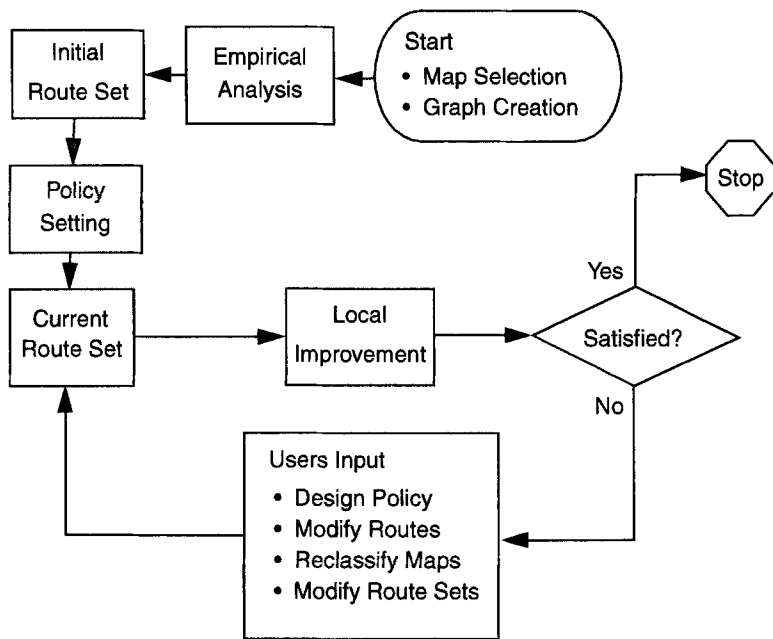 Start
• Map Selection
• Graph Creation
Empirical
Analysis
Initial
Route Set
Policy
Setting
Current
Route Set
Local
Improvement
Satisfied?
Yes
Stop
No
Users Input
• Design Policy
• Modify Routes
• Reclassify Maps
• Modify Route Sets